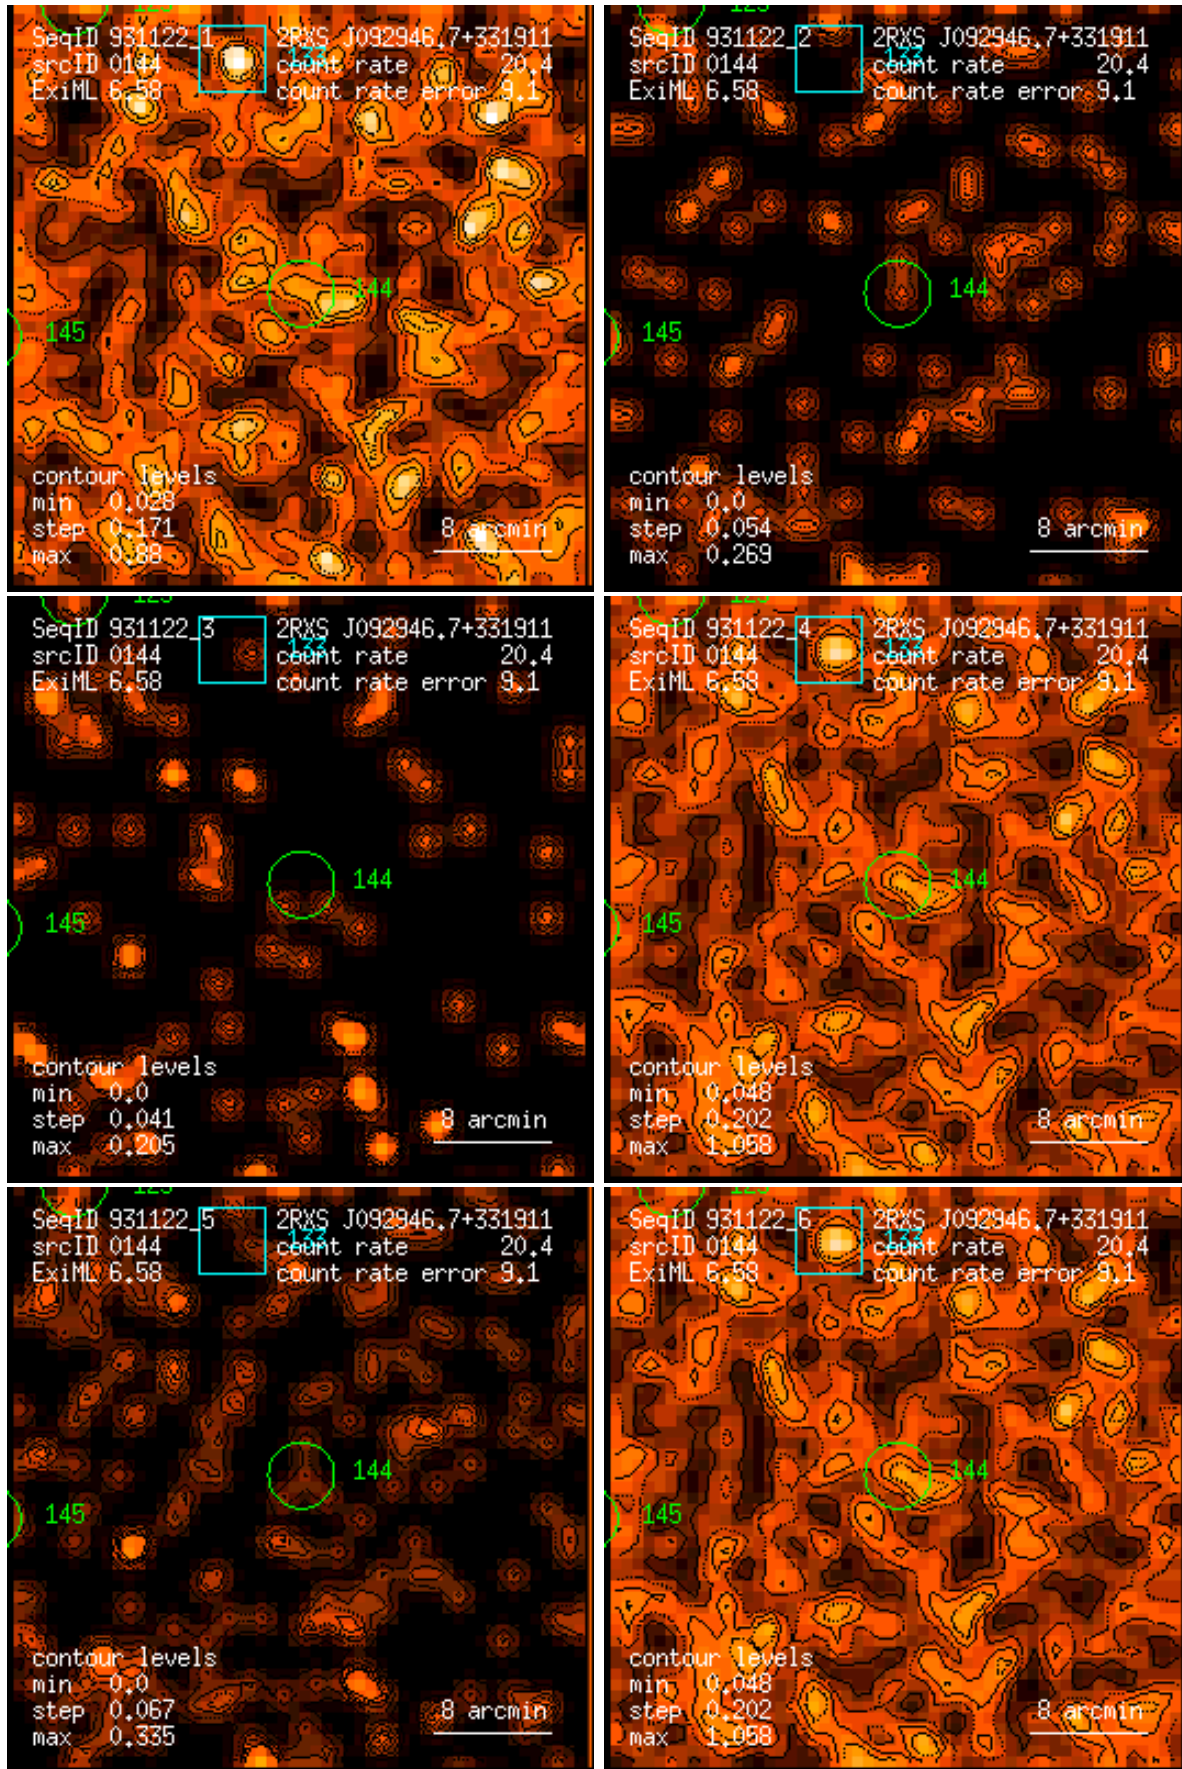 SeqID 931122_1 2RXS J092946.7+331911
srcID 0144 133 count rate 20.4
ExiML 6.58 count rate error 9.1
144
145
contour levels
min 0.028
step 0.171
max 0.88
8 arcmin
SeqID 931122_2 2RXS J092946.7+331911
srcID 0144 133 count rate 20.4
ExiML 6.58 count rate error 9.1
144
145
contour levels
min 0.0
step 0.054
max 0.269
8 arcmin
SeqID 931122_3 2RXS J092946.7+331911
srcID 0144 133 count rate 20.4
ExiML 6.58 count rate error 9.1
144
145
contour levels
min 0.0
step 0.041
max 0.205
8 arcmin
SeqID 931122_4 2RXS J092946.7+331911
srcID 0144 133 count rate 20.4
ExiML 6.58 count rate error 9.1
144
145
contour levels
min 0.048
step 0.202
max 1.058
8 arcmin
SeqID 931122_5 2RXS J092946.7+331911
srcID 0144 133 count rate 20.4
ExiML 6.58 count rate error 9.1
144
145
contour levels
min 0.0
step 0.067
max 0.335
8 arcmin
SeqID 931122_6 2RXS J092946.7+331911
srcID 0144 133 count rate 20.4
ExiML 6.58 count rate error 9.1
144
145
contour levels
min 0.048
step 0.202
max 1.058
8 arcmin